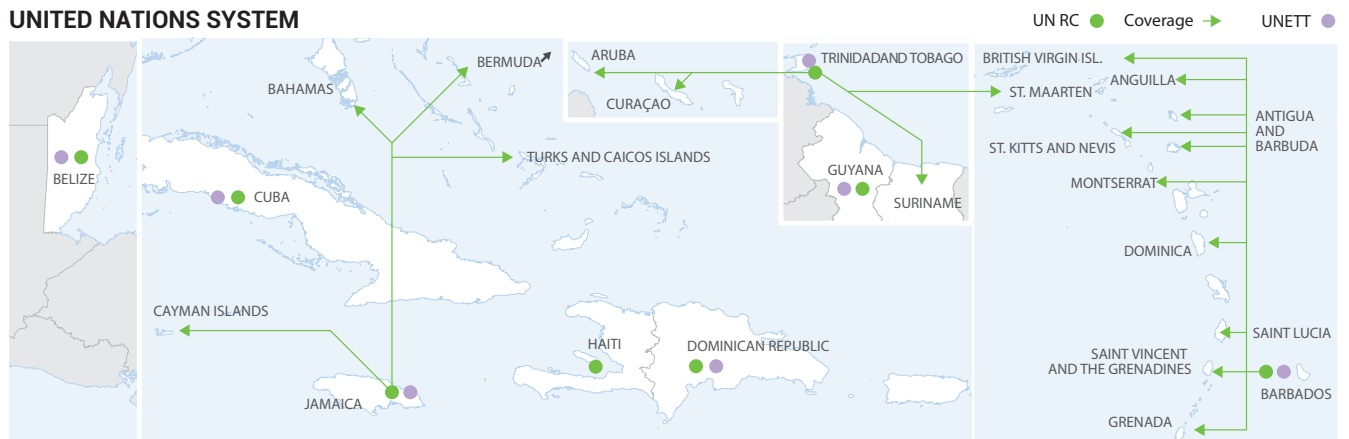 UNITED NATIONS SYSTEM
UN RC
Coverage
UNETT
BERMUDA
BAHAMAS
ARUBA
CURAÇAO
TRINIDADAND TOBAGO
BRITISH VIRGIN ISL.
ANGUILLA
ST. MAARTEN
ANTIGUA
AND
BARBUDA
ST. KITTS AND NEVIS
TURKS AND CAICOS ISLANDS
BELIZE
CUBA
GUYANA
SURINAME
MONTSERRAT
DOMINICA
CAYMAN ISLANDS
HAITI
DOMINICAN REPUBLIC
SAINT LUCIA
SAINT VINCENT
AND THE GRENADINES
BARBADOS
JAMAICA
GRENADA